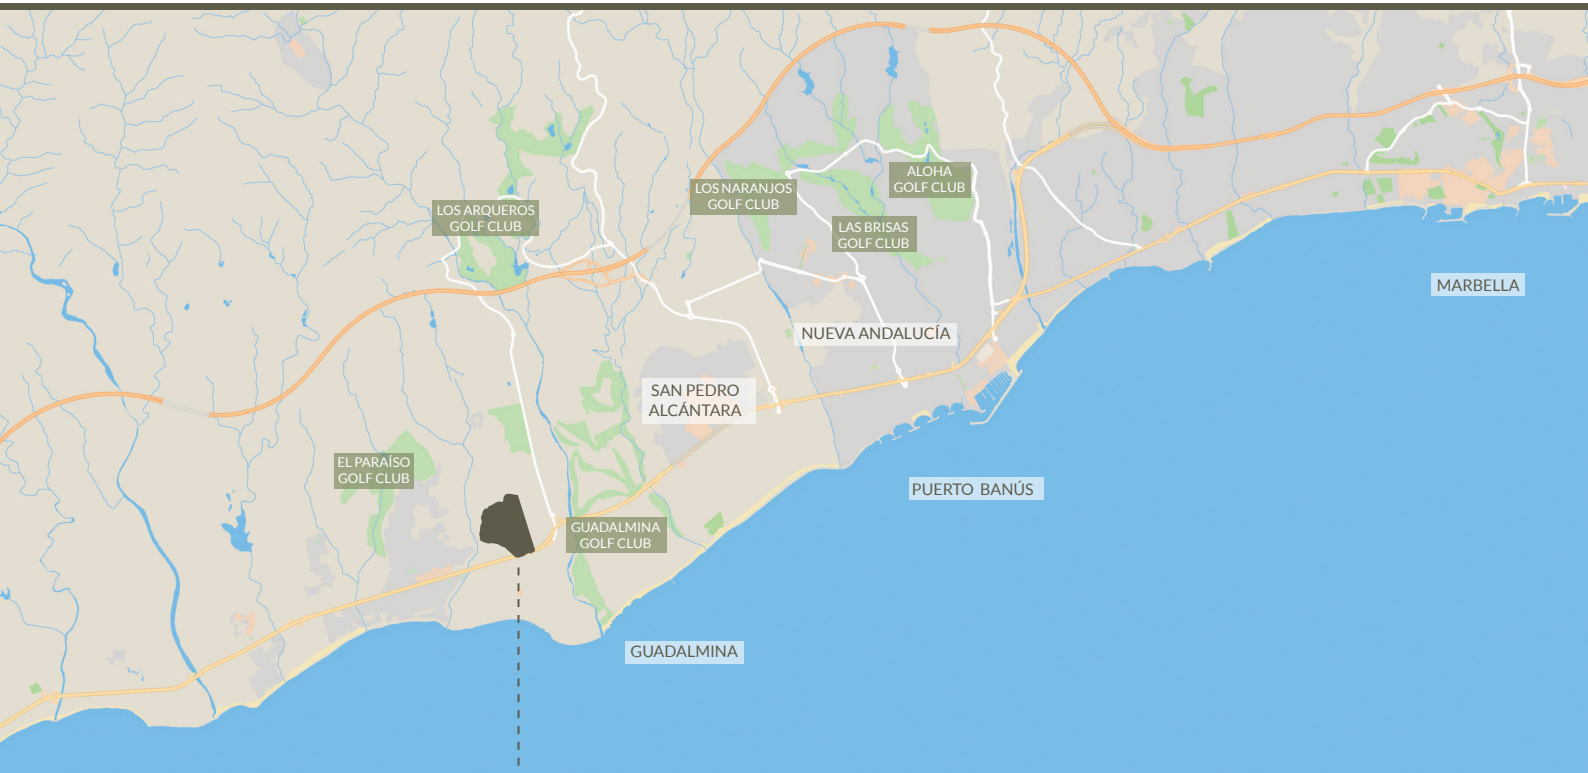 ALOHA
GOLF CLUB
LOS NARANJOS
GOLF CLUB
LOS ARQUEROS
GOLF CLUB
LAS BRISAS
GOLF CLUB
MARBELLA
NUEVA ANDALUCÍA
SAN PEDRO
ALCÁNTARA
EL PARAÍSO
GOLF CLUB
PUERTO BANÚS
GUADALMINA
GOLF CLUB
GUADALMINA